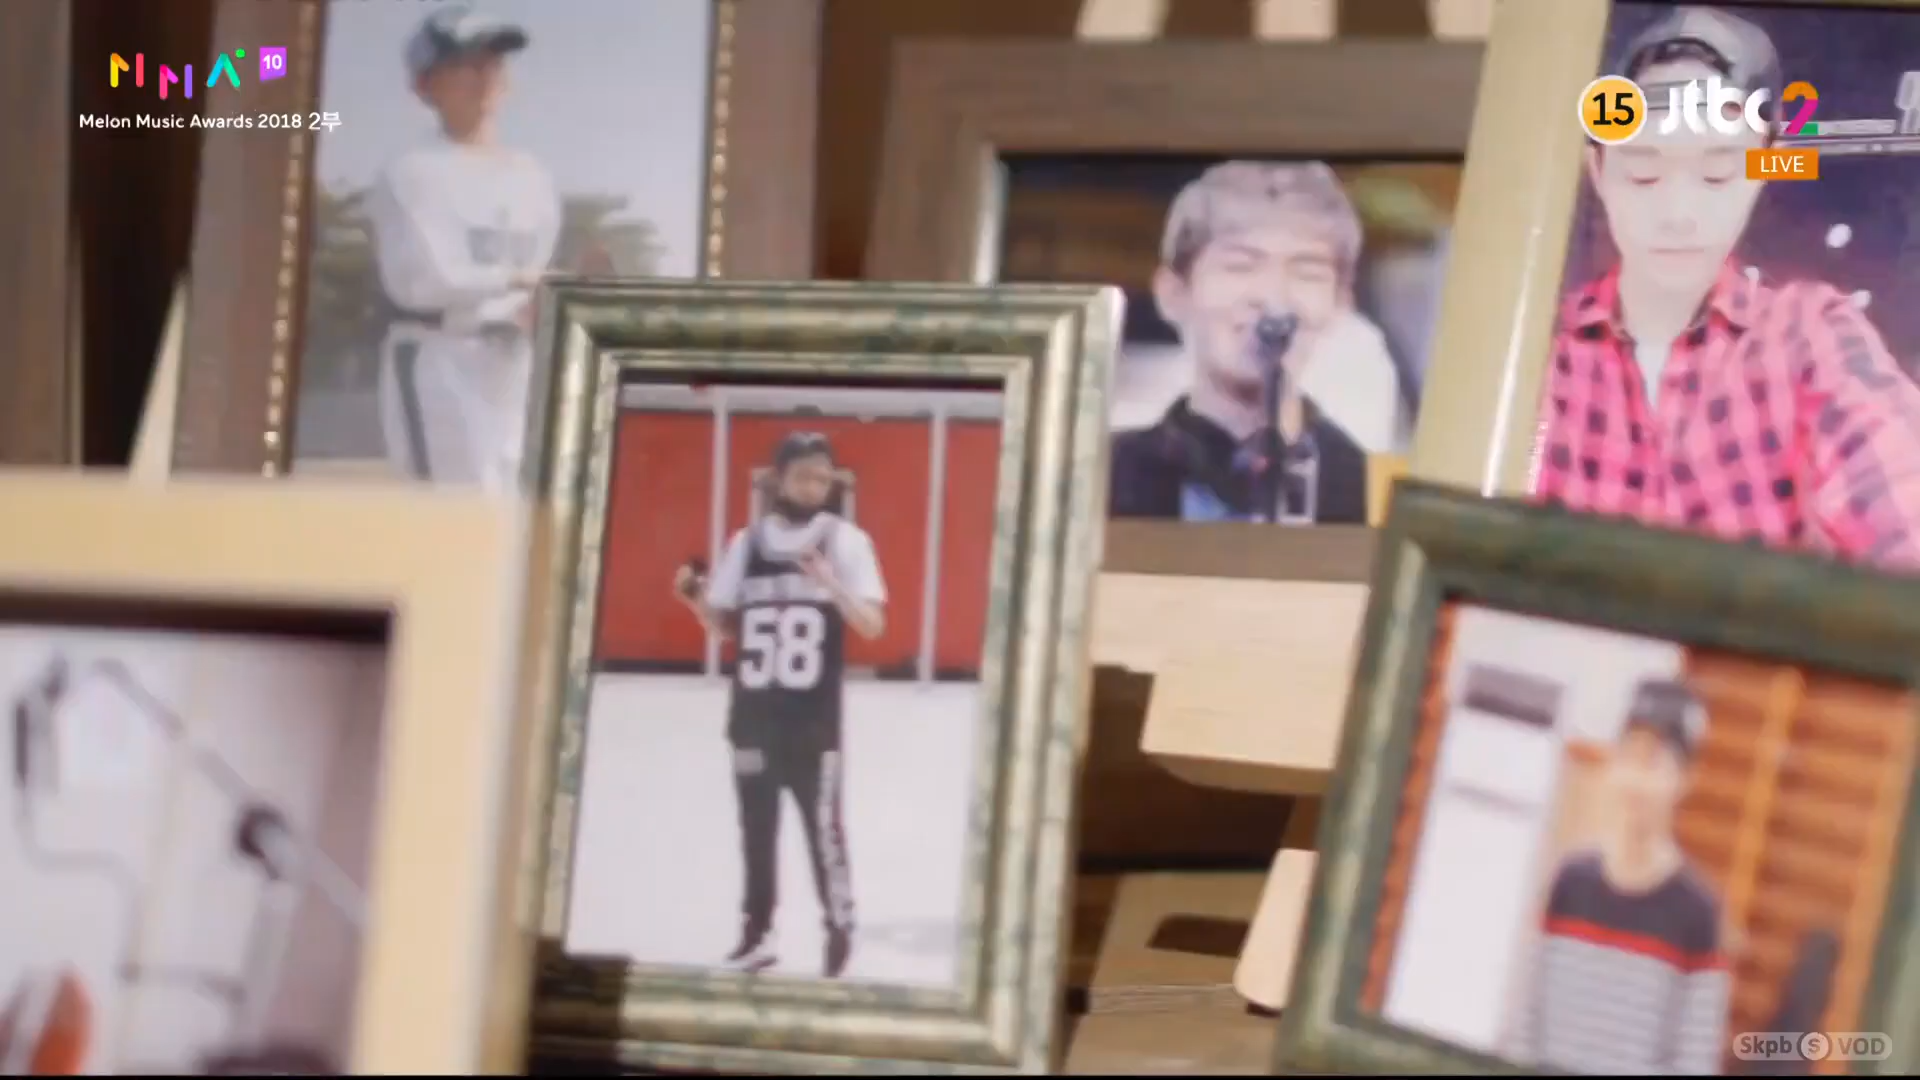 MMA 10
Melon Music Awards 2018 2부
15 jtbc2
LIVE
58
Skpb S VOD